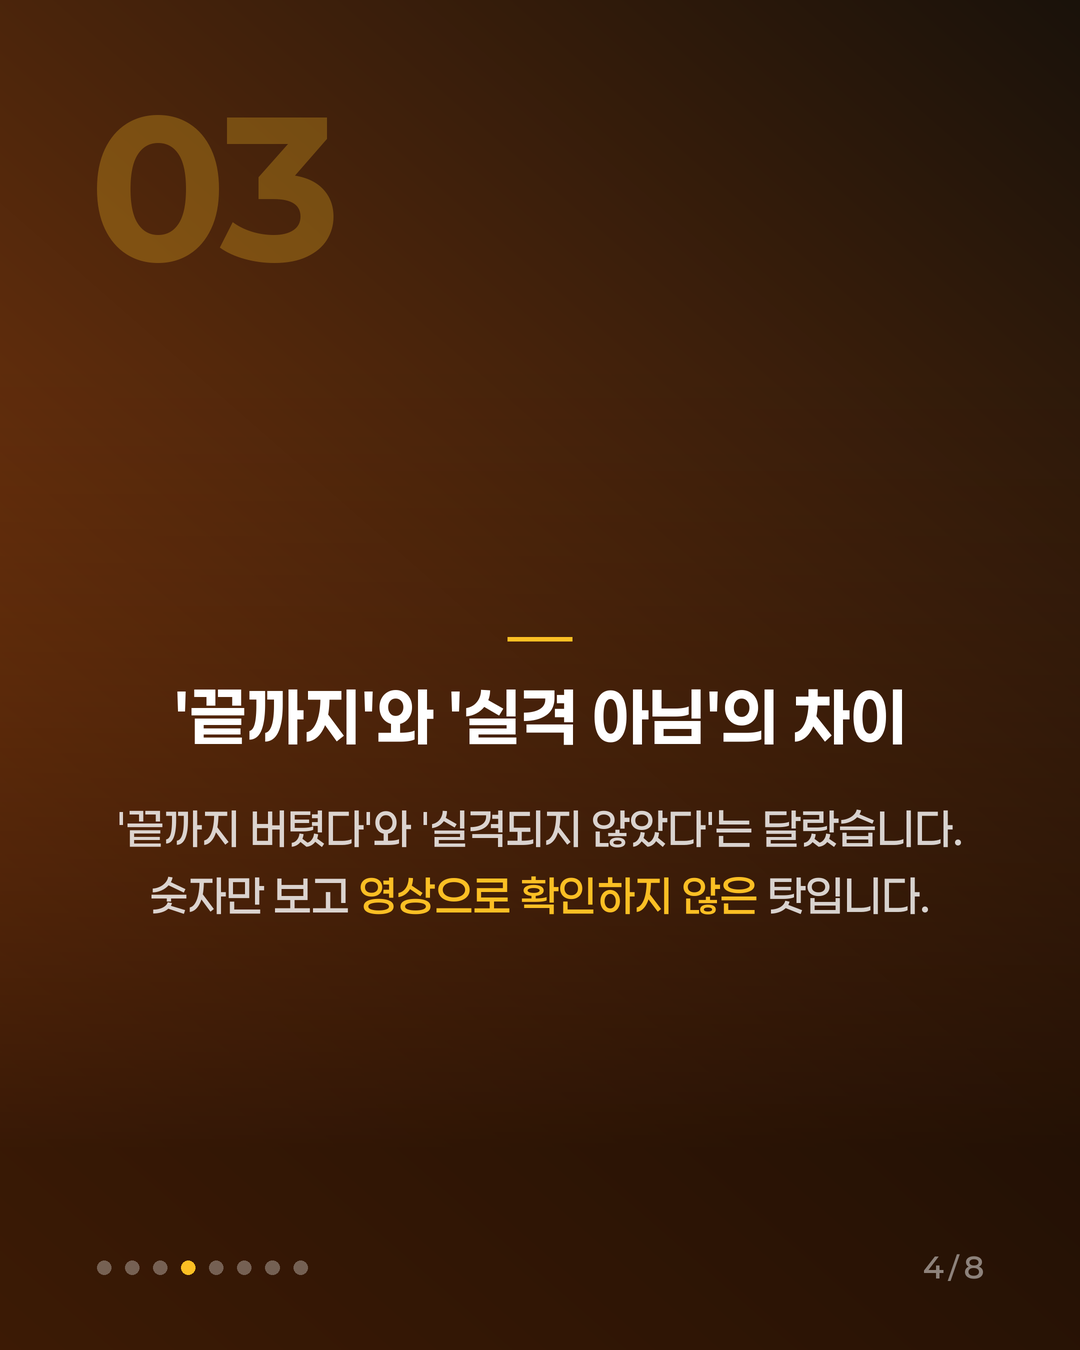 03
'끝까지'와 '실격 아님'의 차이
'끝까지 버텼다'와 '실격되지 않았다'는 달랐습니다.
숫자만 보고 영상으로 확인하지 않은 탓입니다.
4/8